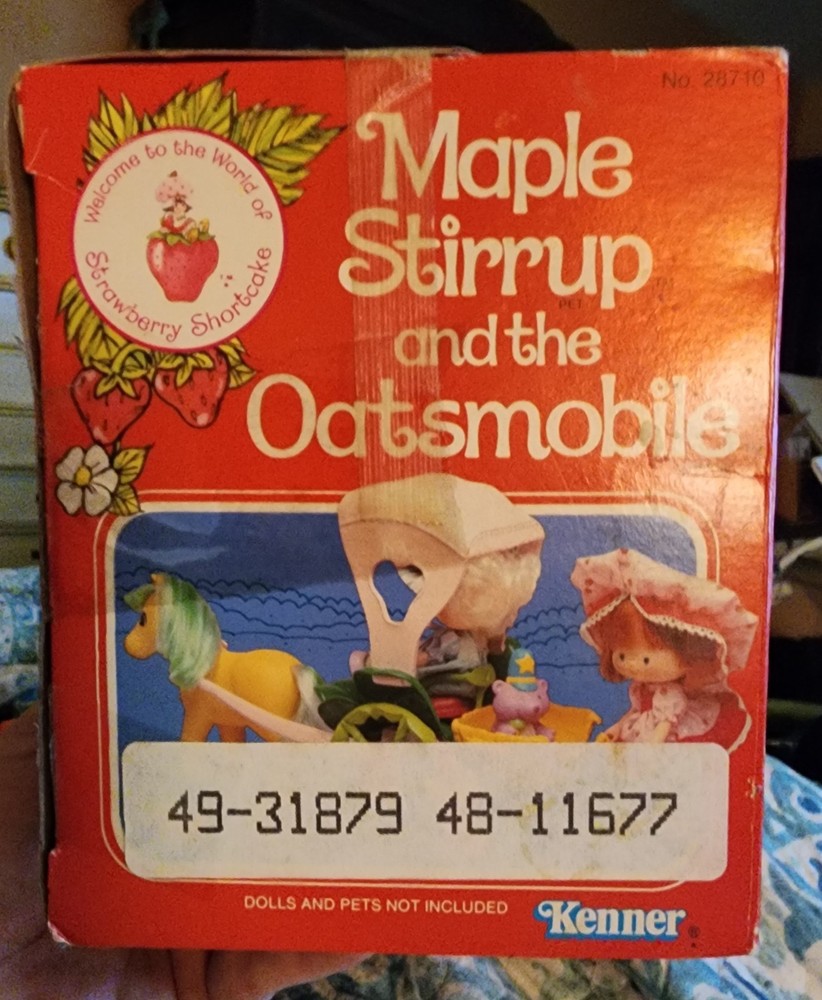 No. 28710
Welcome to the World of
Strawberry Shortcake
Maple
Stirrup™
PET
and the
Oatsmobile
49-31879 48-11677
DOLLS AND PETS NOT INCLUDED
Kenner®